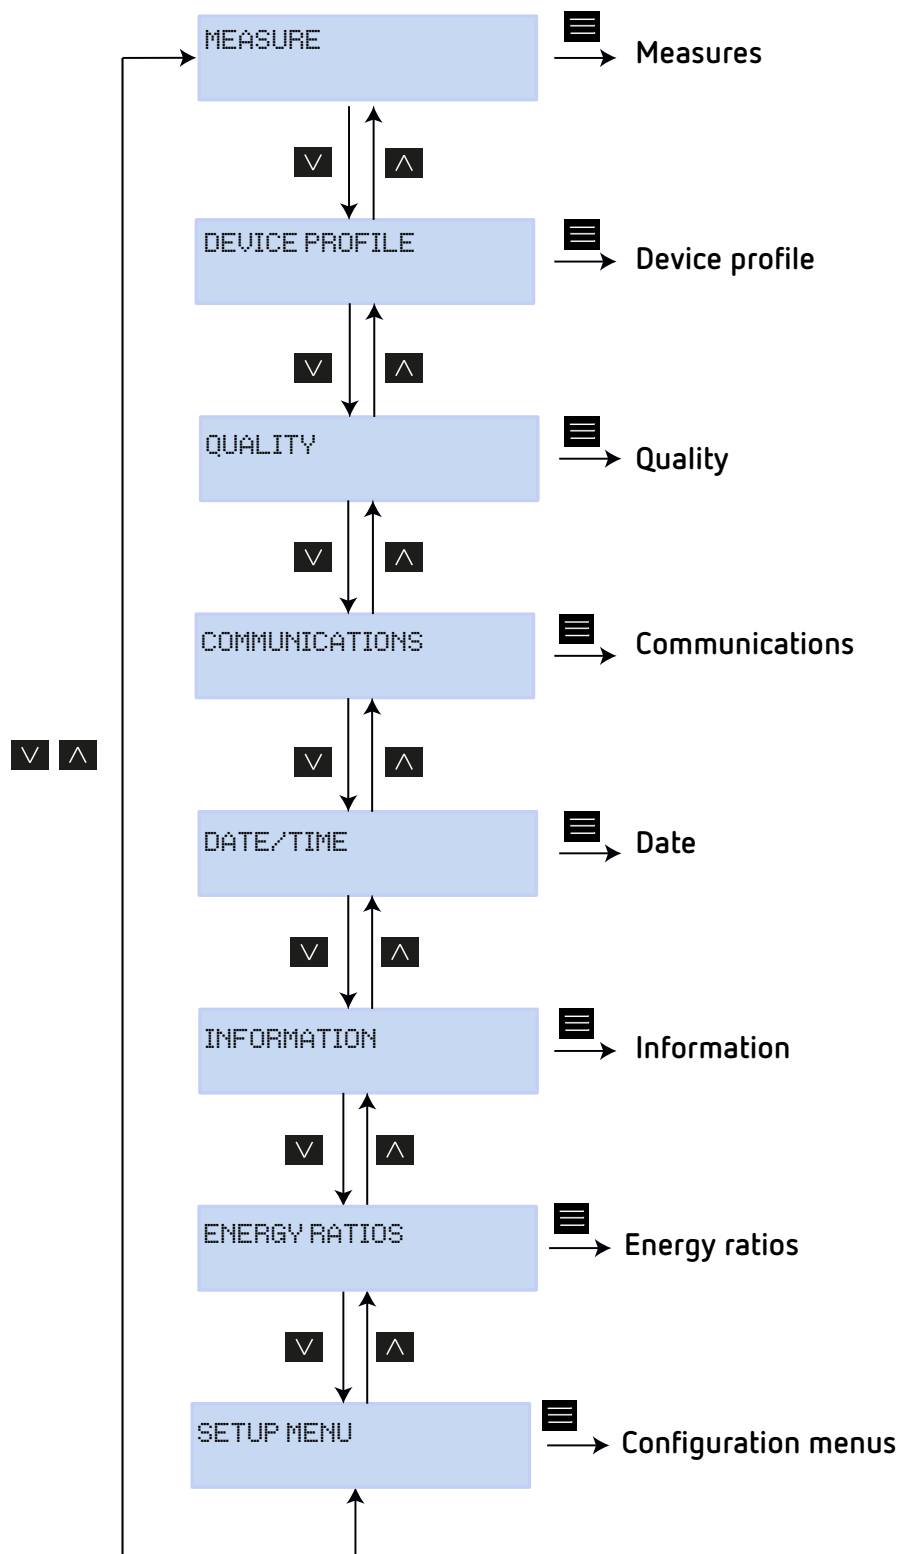 MEASURE
Measures
DEVICE PROFILE
Device profile
QUALITY
Quality
COMMUNICATIONS
Communications
DATE/TIME
Date
INFORMATION
Information
ENERGY RATIOS
Energy ratios
SETUP MENU
Configuration menus